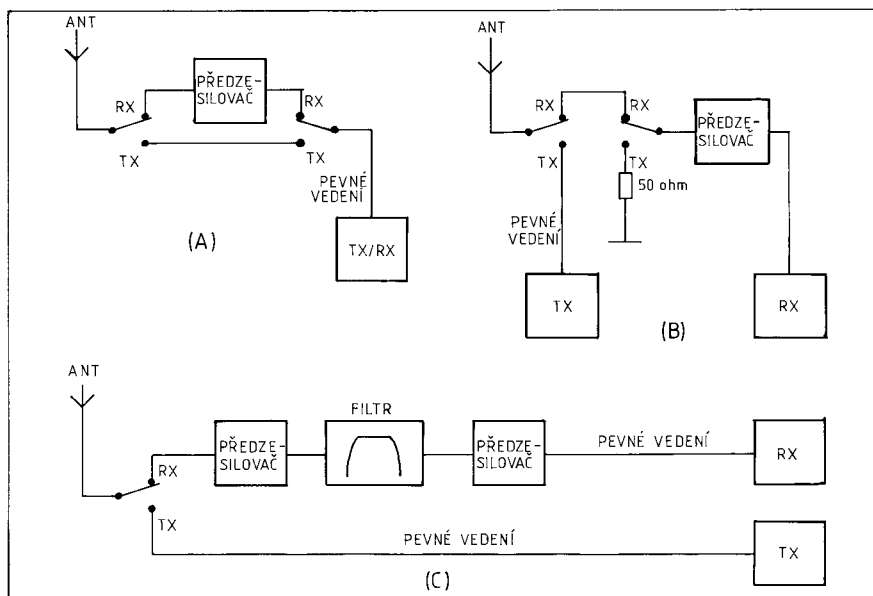 ANT
PŘEDZE-
SILOVAČ
RX
RX
TX
TX
PEVNÉ
VEDENÍ
TX/RX
(A)
ANT
RX
RX
PŘEDZE-
SILOVAČ
TX
TX
50 ohm
PEVNÉ
VEDENÍ
TX
RX
(B)
ANT
FILTR
RX
PŘEDZE-
SILOVAČ
PŘEDZE-
SILOVAČ
PEVNÉ VEDENÍ
RX
TX
PEVNÉ VEDENÍ
TX
(C)